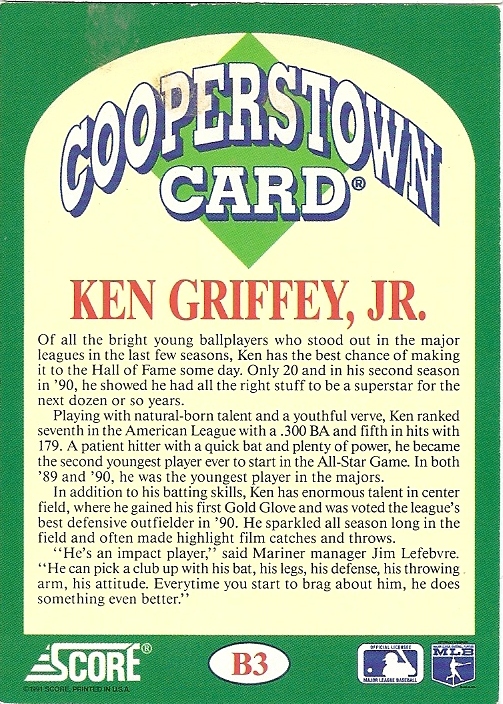 COOPERSTOWN
CARD®
KEN GRIFFEY, JR.
Of all the bright young ballplayers who stood out in the major
leagues in the last few seasons, Ken has the best chance of making
it to the Hall of Fame some day. Only 20 and in his second season
in '90, he showed he had all the right stuff to be a superstar for the
next dozen or so years.
Playing with natural-born talent and a youthful verve, Ken ranked
seventh in the American League with a .300 BA and fifth in hits with
179. A patient hitter with a quick bat and plenty of power, he became
the second youngest player ever to start in the All-Star Game. In both
'89 and '90, he was the youngest player in the majors.
In addition to his batting skills, Ken has enormous talent in center
field, where he gained his first Gold Glove and was voted the league's
best defensive outfielder in '90. He sparkled all season long in the
field and often made highlight film catches and throws.
"He's an impact player," said Mariner manager Jim Lefebvre.
"He can pick a club up with his bat, his legs, his defense, his throwing
arm, his attitude. Everytime you start to brag about him, he does
something even better."
SCORE®
©1991 SCORE, PRINTED IN U.S.A.
B3
OFFICIAL LICENSEE
MAJOR LEAGUE BASEBALL
MLB